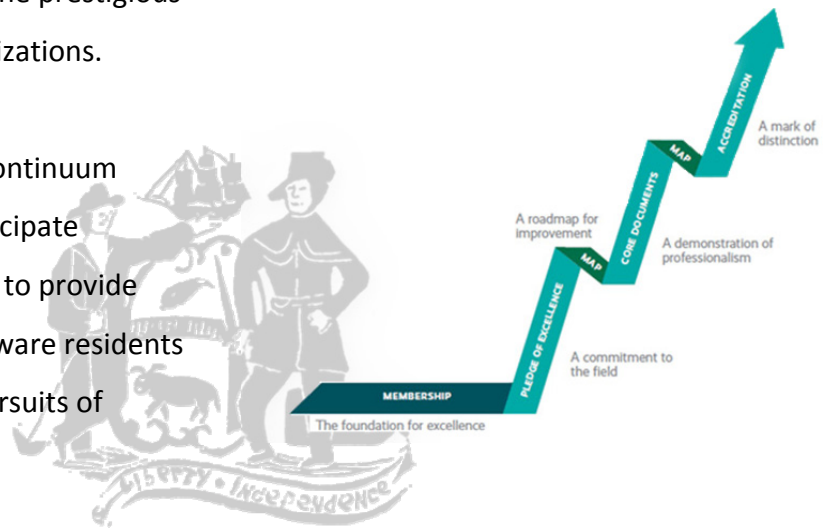 he prestigious
izations.
ontinuum
cipate
to provide
ware residents
rsuits of
ACCREDITATION
A mark of
distinction
MAP
CORE DOCUMENTS
A demonstration of
professionalism
A roadmap for
improvement
MAP
PLEDGE OF EXCELLENCE
A commitment to
the field
MEMBERSHIP
The foundation for excellence
Liberty • Independence